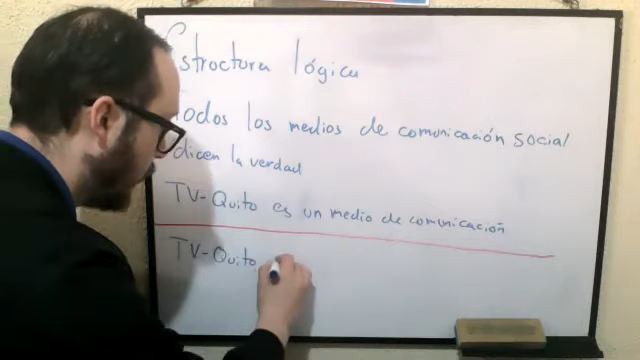 Estructura lógica
Todos los medios de comunicación social
dicen la verdad
TV-Quito es un medio de comunicación
TV-Quito